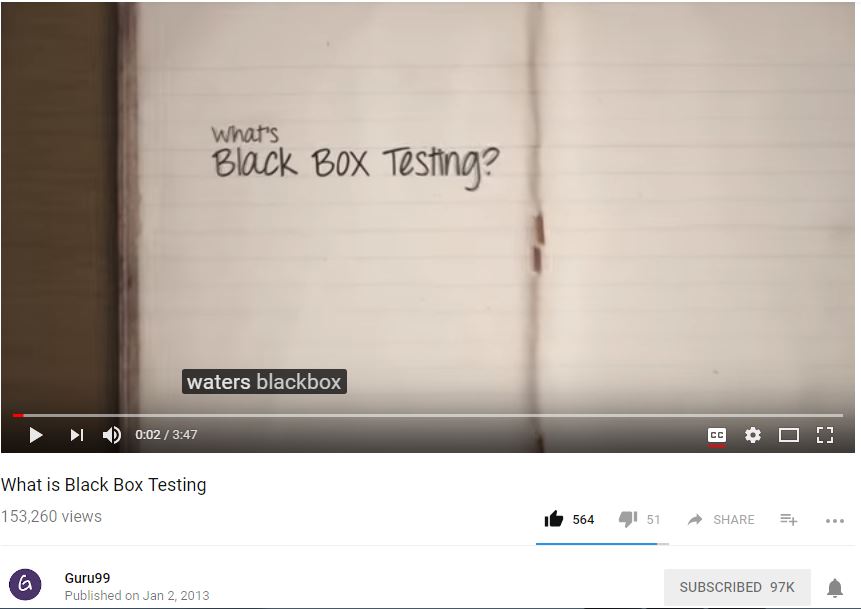 What's
Black Box Testing?
waters blackbox
0:02 / 3:47
CC
What is Black Box Testing
153,260 views
564
51
SHARE
Guru99
Published on Jan 2, 2013
SUBSCRIBED 97K